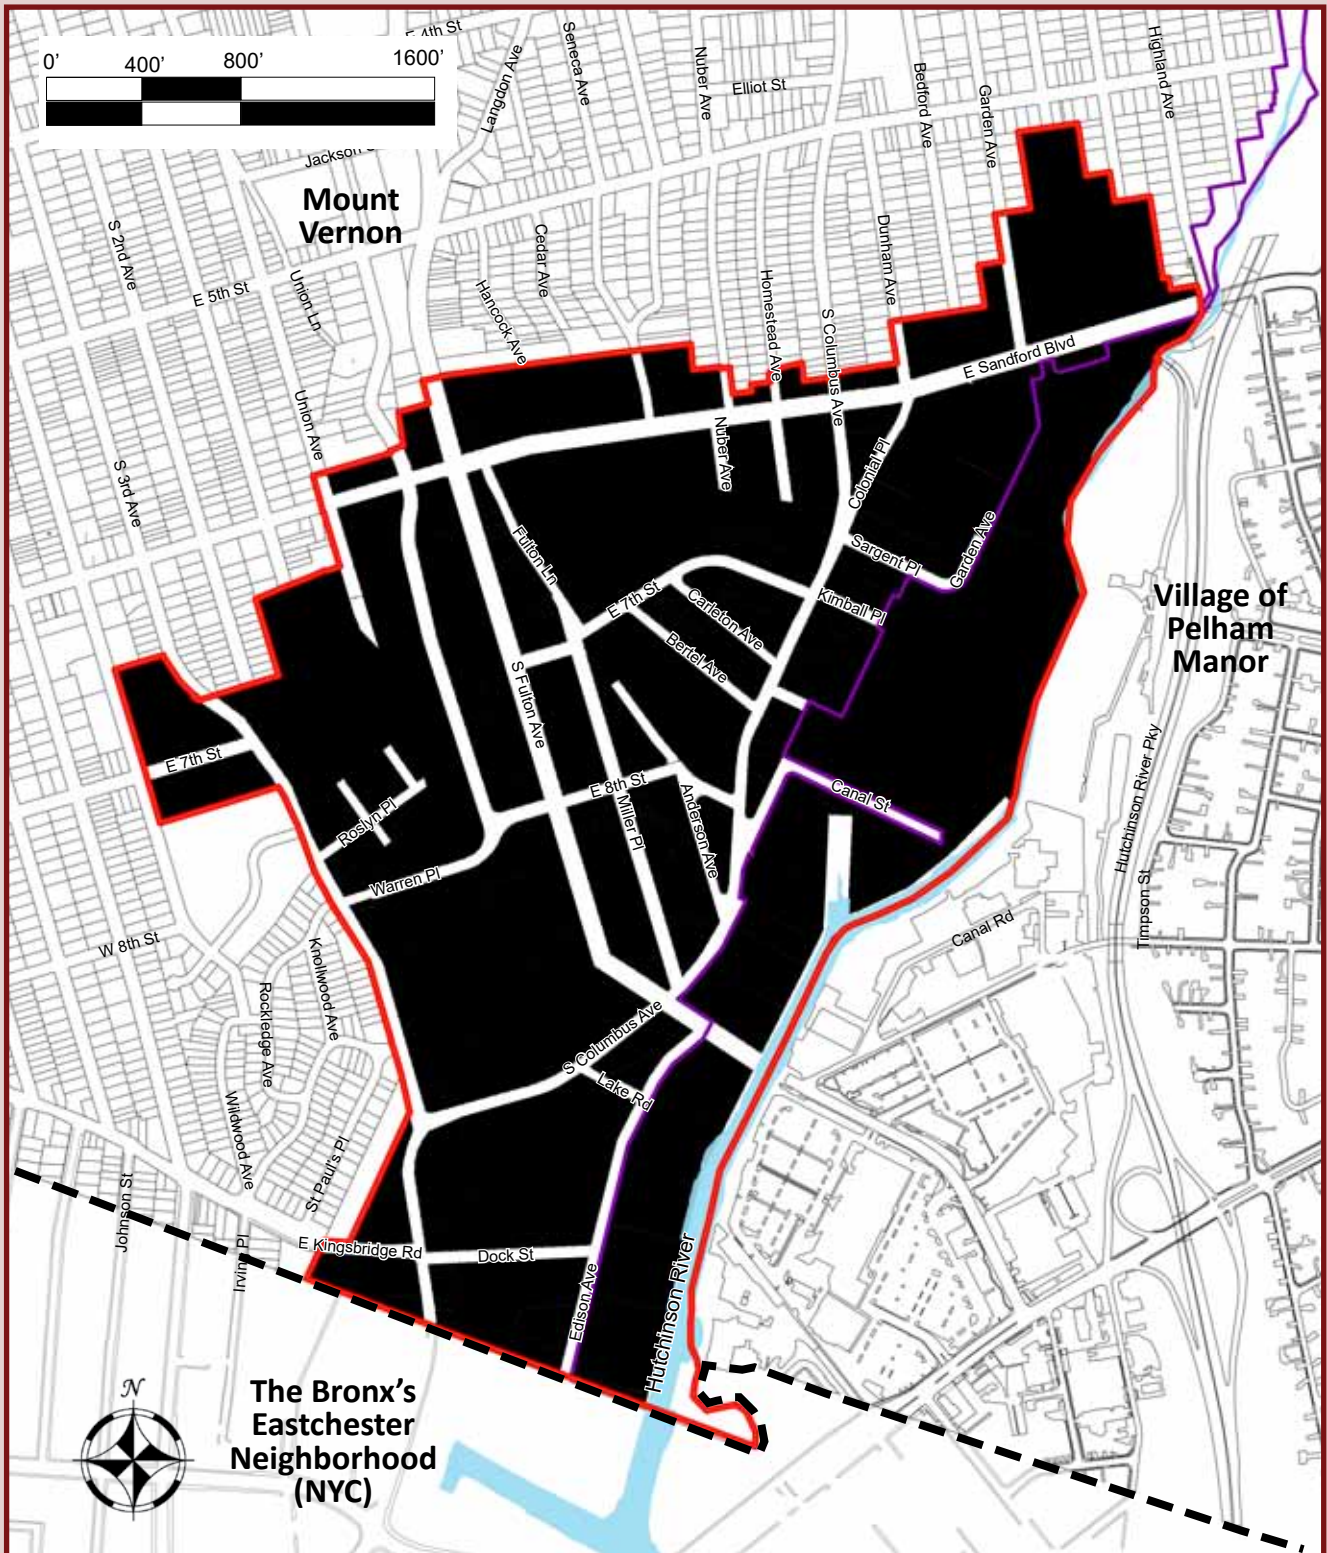 E 4th St
0'
400'
800'
1600'
Langdon Ave
Seneca Ave
Nuber Ave
Elliot St
Bedford Ave
Garden Ave
Highland Ave
Jackson
Mount
Vernon
S 2nd Ave
E 5th St
Union Ln
Hancock Ave
Cedar Ave
Homestead Ave
S Columbus Ave
Dunham Ave
E Sandford Blvd
Union Ave
S 3rd Ave
Nuber Ave
Colonial Pl
Fulton Ln
Sargent Pl
Garden Ave
E 7th St
Carleton Ave
Kimball Pl
Bertel Ave
Village of
Pelham
Manor
S Fulton Ave
E 7th St
E 8th St
Miller Pl
Anderson Ave
Canal St
Roslyn Pl
Warren Pl
Hutchinson River Pky
Timpson St
Canal Rd
W 8th St
Knollwood Ave
Rockledge Ave
Wildwood Ave
St Paul's Pl
S Columbus Ave
Lake Rd
Johnson St
Irving Pl
E Kingsbridge Rd
Dock St
Edison Ave
Hutchinson River
N
The Bronx's
Eastchester
Neighborhood
(NYC)